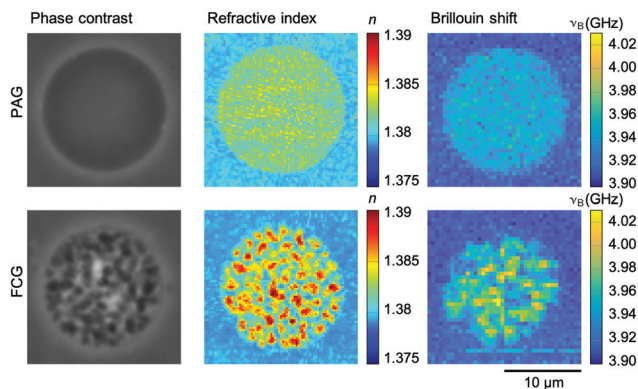 Phase contrast
Refractive index
n
Brillouin shift
ν_B(GHz)
PAG
1.39
1.385
1.38
1.375
4.02
4.00
3.98
3.96
3.94
3.92
3.90
FCG
n
ν_B(GHz)
1.39
1.385
1.38
1.375
4.02
4.00
3.98
3.96
3.94
3.92
3.90
10 μm